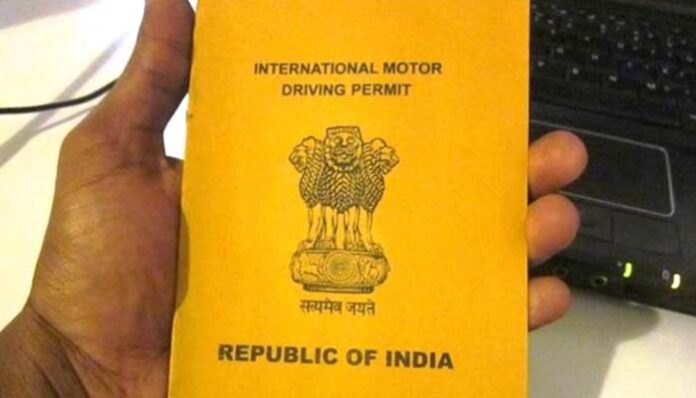 INTERNATIONAL MOTOR
DRIVING PERMIT
सत्यमेव जयते
REPUBLIC OF INDIA